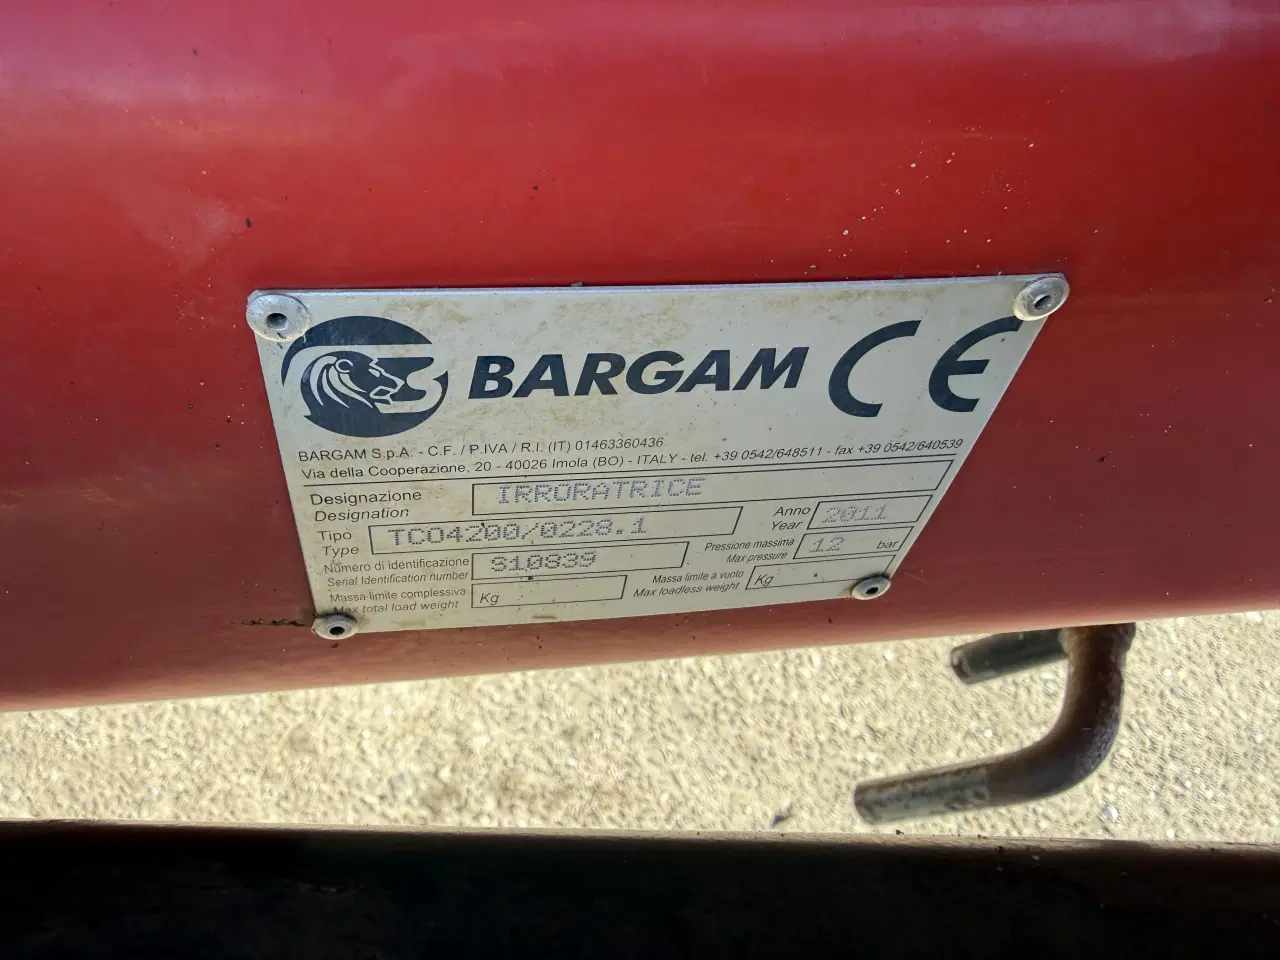 BARGAM CE
BARGAM S.p.A. - C.F. / P.IVA / R.I. (IT) 01463360436
Via della Cooperazione, 20 - 40026 Imola (BO) - ITALY - tel. +39 0542/648511 - fax +39 0542/640539
Designazione
Designation
IRRORATRICE
Tipo
Type
TCO4200/0228.1
Anno
Year
2011
Numero di identificazione
Serial Identification number
S10839
Pressione massima
Max pressure
12 bar
Massa limite complessiva
Max total load weight
Kg
Massa limite a vuoto
Max loadless weight
Kg